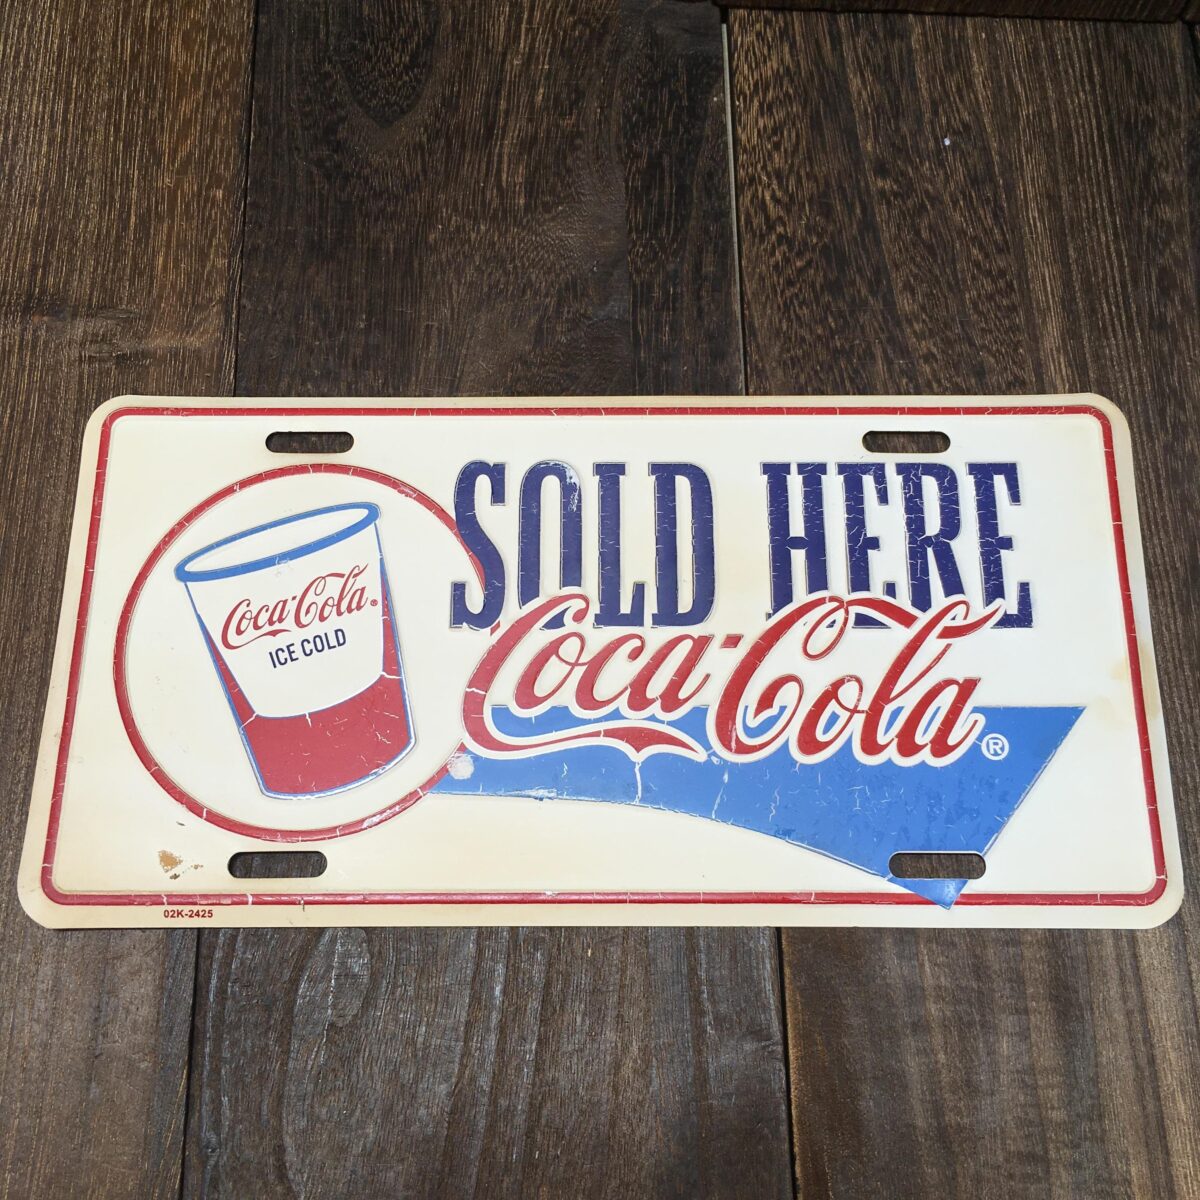 SOLD HERE
Coca-Cola®
Coca-Cola®
ICE COLD
02K-2425